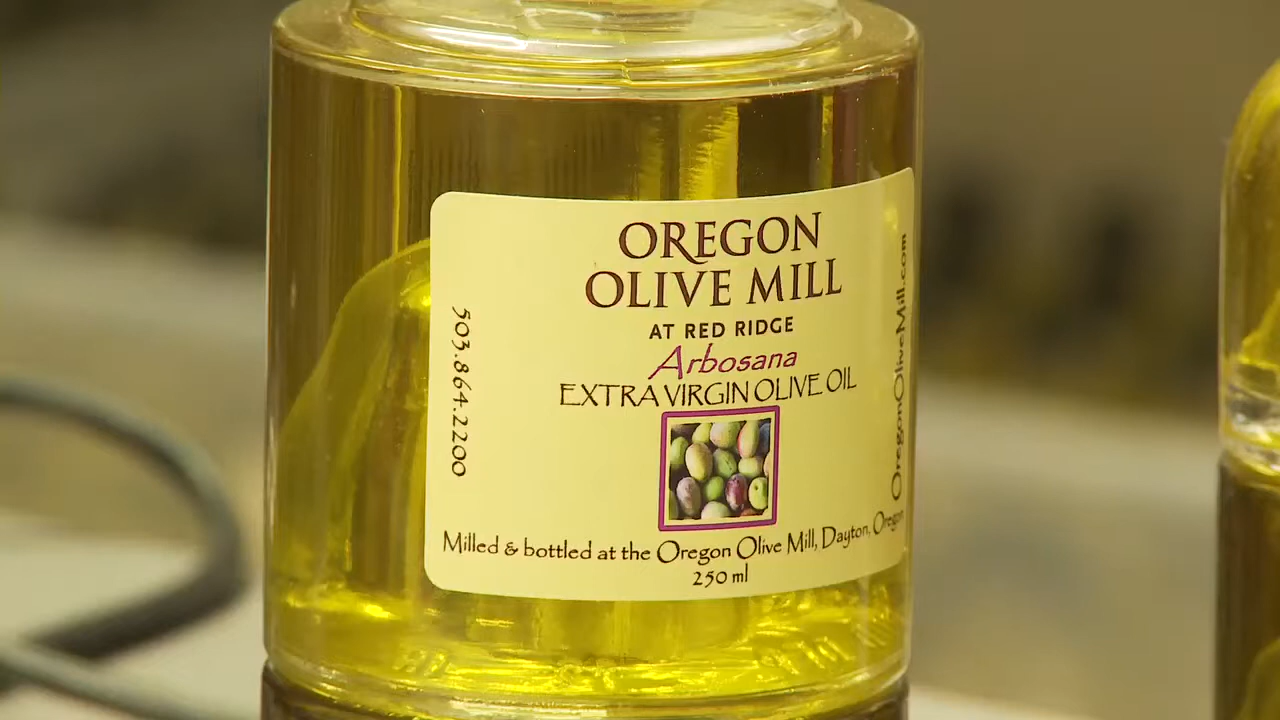 OREGON
OLIVE MILL
AT RED RIDGE
Arbosana
EXTRA VIRGIN OLIVE OIL
Milled & bottled at the Oregon Olive Mill, Dayton, Oregon
250 ml
503.864.2200
OregonOliveMill.com